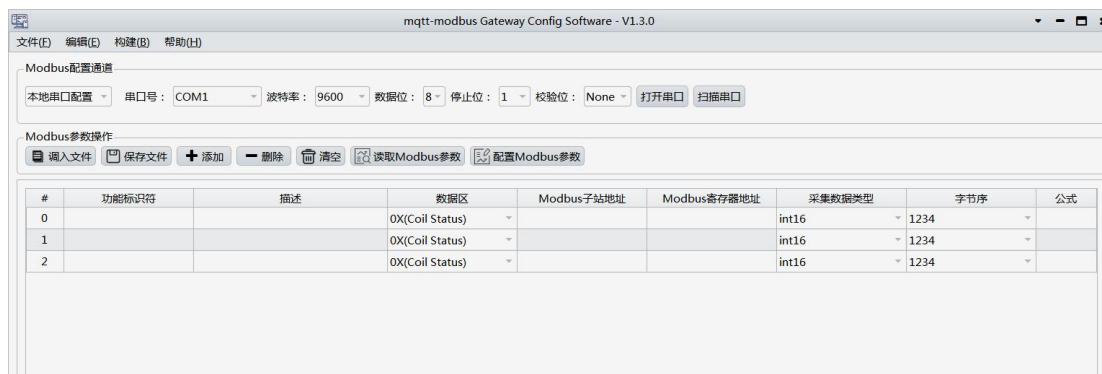 mqtt-modbus Gateway Config Software - V1.3.0
文件(F) 编辑(E) 构建(B) 帮助(H)
Modbus配置通道
本地串口配置 串口号： COM1 波特率： 9600 数据位： 8 停止位： 1 校验位： None 打开串口 扫描串口
Modbus参数操作
调入文件 保存文件 添加 删除 清空 读取Modbus参数 配置Modbus参数
# 功能标识符 描述 数据区 Modbus子站地址 Modbus寄存器地址 采集数据类型 字节序 公式
0 0X(Coil Status) int16 1234
1 0X(Coil Status) int16 1234
2 0X(Coil Status) int16 1234